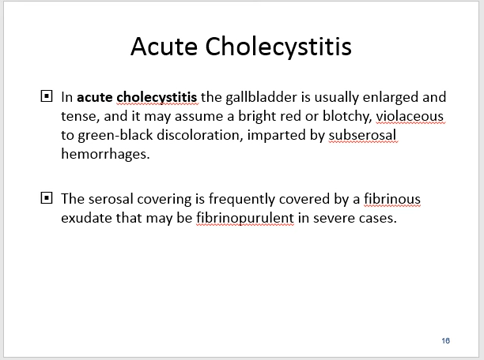 Acute Cholecystitis
In acute cholecystitis the gallbladder is usually enlarged and
tense, and it may assume a bright red or blotchy, violaceous
to green-black discoloration, imparted by subserosal
hemorrhages.
The serosal covering is frequently covered by a fibrinous
exudate that may be fibrinopurulent in severe cases.
16